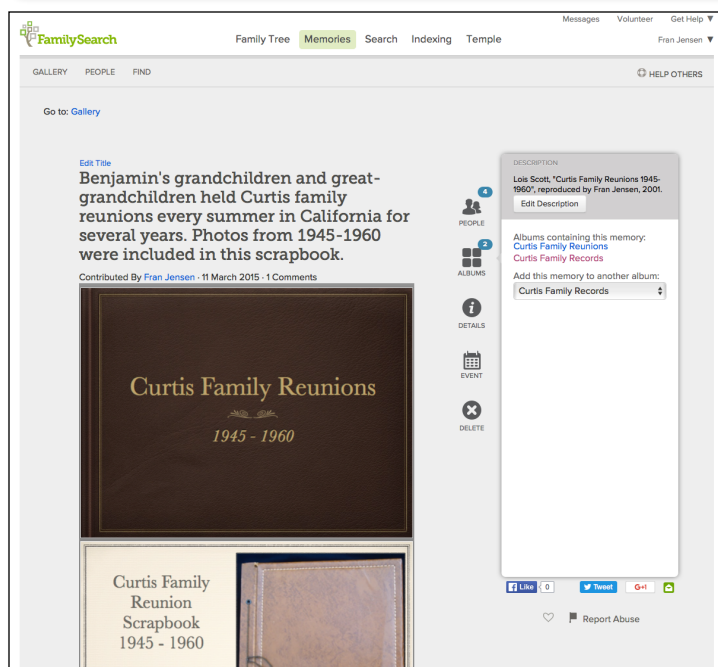 Messages Volunteer Get Help ▼
FamilySearch
Family Tree Memories Search Indexing Temple
Fran Jensen ▼
GALLERY PEOPLE FIND
HELP OTHERS
Go to: Gallery
Edit Title
Benjamin's grandchildren and great-
grandchildren held Curtis family
reunions every summer in California for
several years. Photos from 1945-1960
were included in this scrapbook.
Contributed By Fran Jensen · 11 March 2015 · 1 Comments
Curtis Family Reunions
1945 - 1960
Curtis Family
Reunion
Scrapbook
1945 - 1960
4
PEOPLE
2
ALBUMS
DETAILS
EVENT
DELETE
DESCRIPTION
Lois Scott, "Curtis Family Reunions 1945-
1960", reproduced by Fran Jensen, 2001.
Edit Description
Albums containing this memory:
Curtis Family Reunions
Curtis Family Records
Add this memory to another album:
Curtis Family Records
Like 0 Tweet G+1
Report Abuse